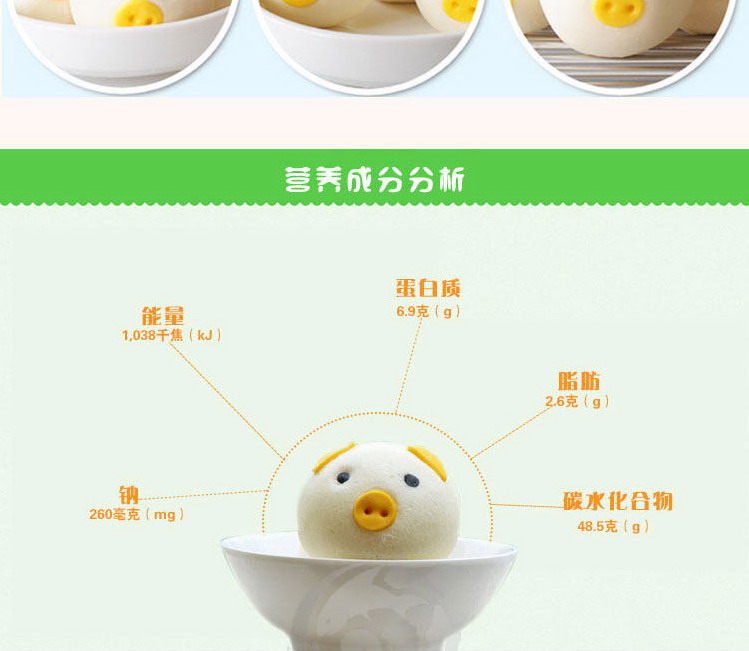 营养成分分析
蛋白质
6.9克（g）
能量
1,038千焦（kJ）
脂肪
2.6克（g）
钠
260毫克（mg）
碳水化合物
48.5克（g）